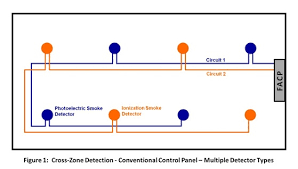 Circuit 1
Circuit 2
FACP
Photoelectric Smoke
Detector
Ionization Smoke
Detector
Figure 1: Cross-Zone Detection - Conventional Control Panel – Multiple Detector Types